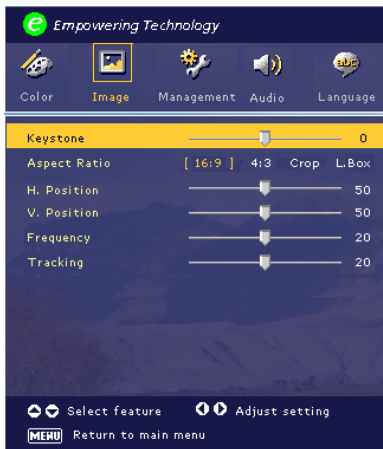 e Empowering Technology
abc
Color Image Management Audio Language
Keystone 0
Aspect Ratio [ 16:9 ] 4:3 Crop L.Box
H. Position 50
V. Position 50
Frequency 20
Tracking 20
Select feature Adjust setting
MENU Return to main menu